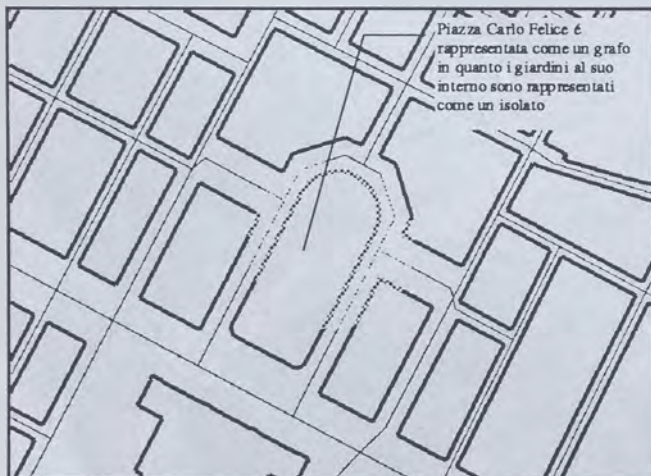 Piazza Carlo Felice é
rappresentata come un grafo
in quanto i giardini al suo
interno sono rappresentati
come un isolato